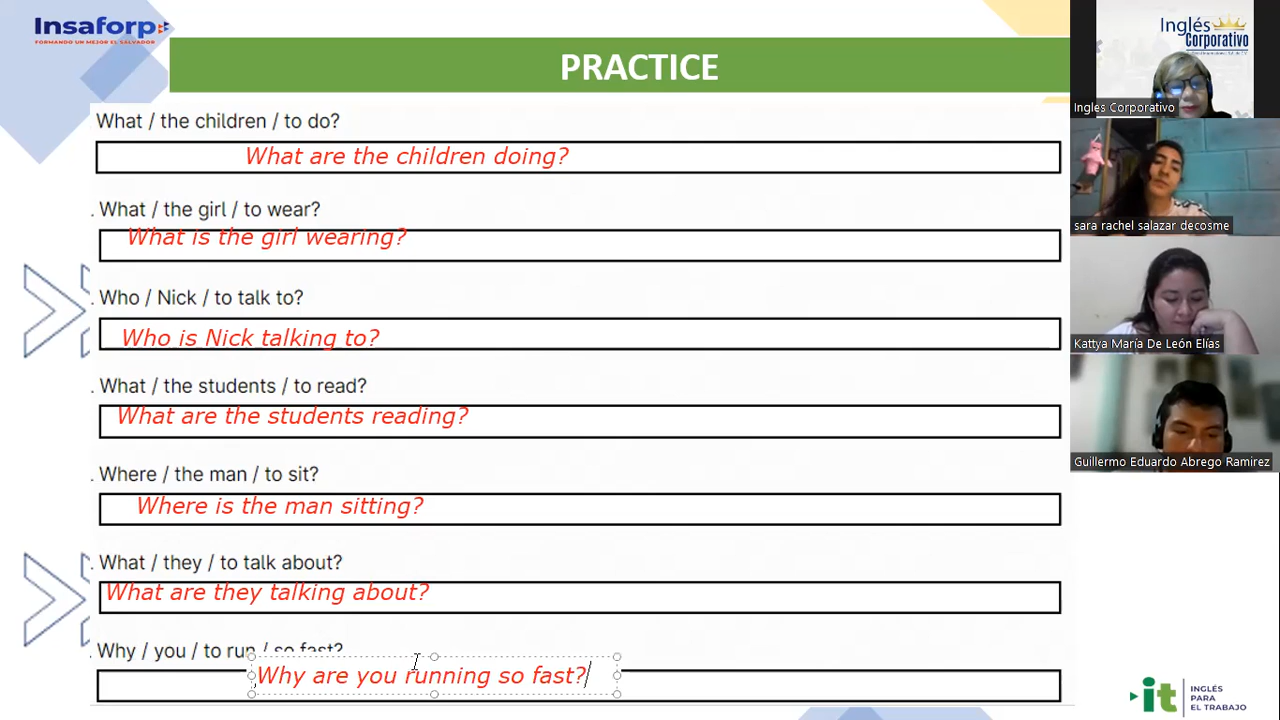 Insaforp
FORMANDO UN MEJOR EL SALVADOR
PRACTICE
What / the children / to do?
What are the children doing?
. What / the girl / to wear?
What is the girl wearing?
. Who / Nick / to talk to?
Who is Nick talking to?
. What / the students / to read?
What are the students reading?
. Where / the man / to sit?
Where is the man sitting?
. What / they / to talk about?
What are they talking about?
. Why / you / to run / so fast?
Why are you running so fast?
Inglés
Corporativo
Ingles Corporativo
sara rachel salazar decosme
Kattya María De León Elías
Guillermo Eduardo Abrego Ramirez
it
INGLÉS
PARA
EL TRABAJO